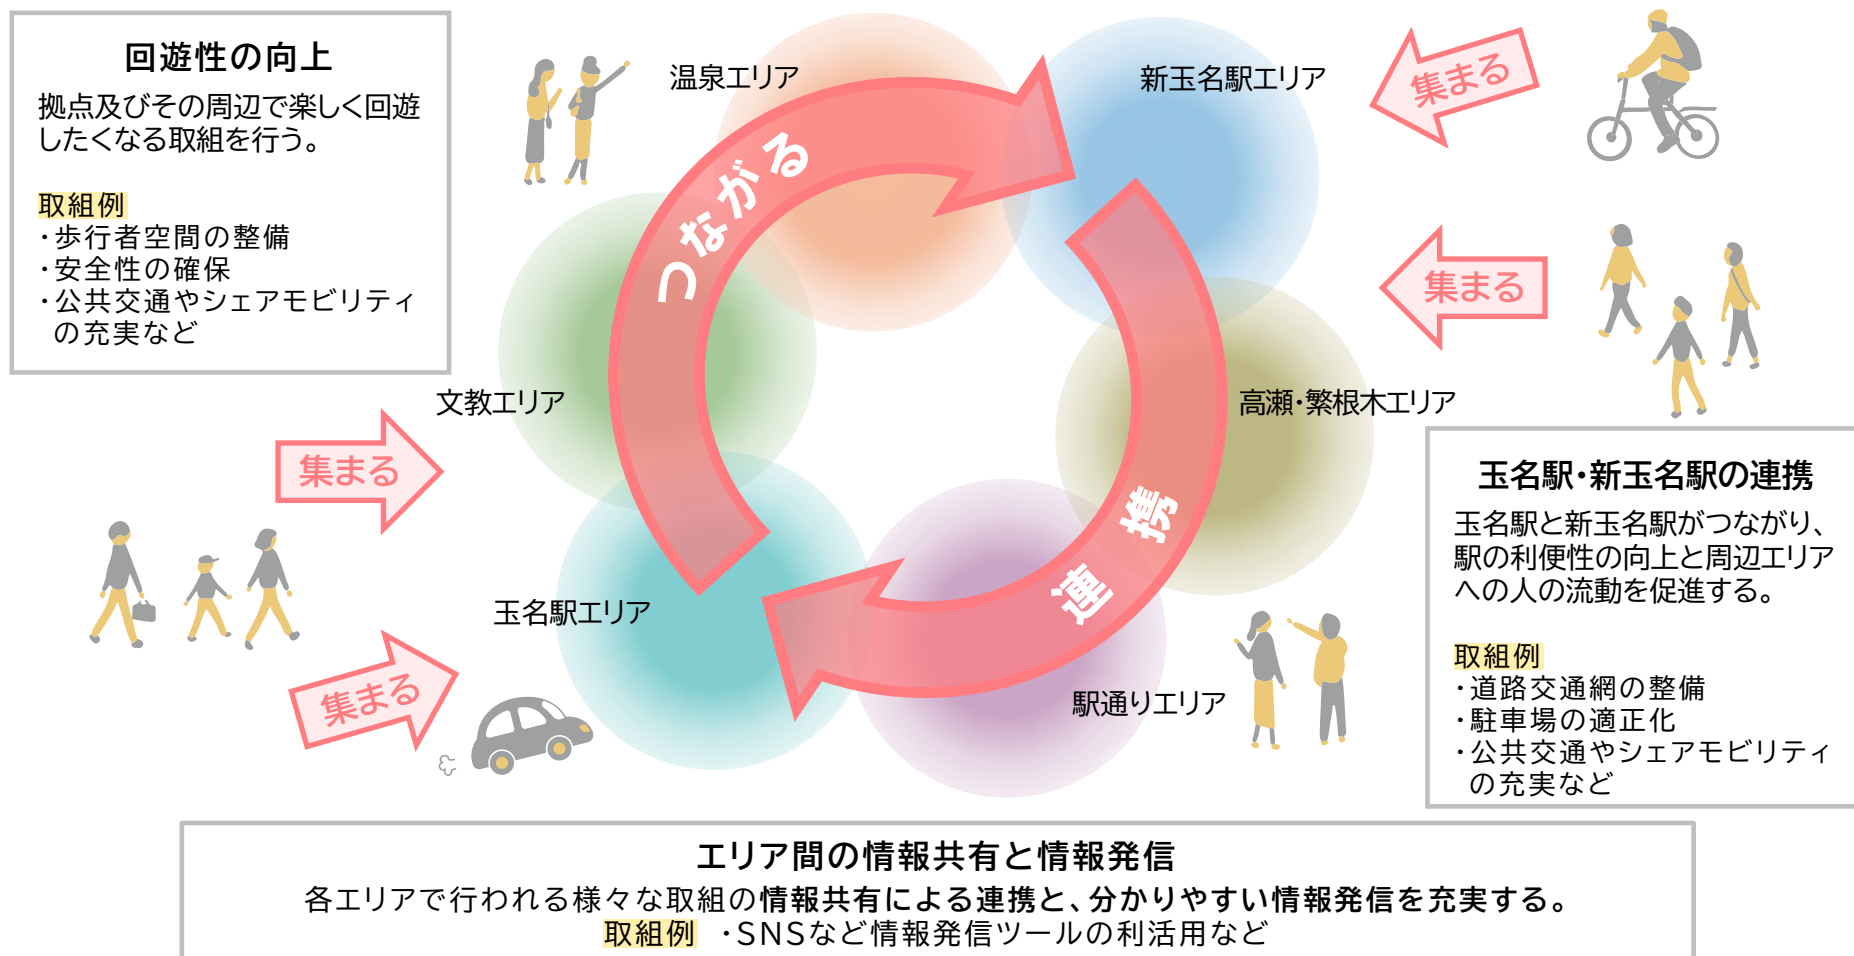 回遊性の向上
拠点及びその周辺で楽しく回遊
したくなる取組を行う。
取組例
・歩行者空間の整備
・安全性の確保
・公共交通やシェアモビリティ
の充実など
温泉エリア
新玉名駅エリア
集まる
つながる
集まる
文教エリア
高瀬・繁根木エリア
集まる
連携
玉名駅エリア
集まる
駅通りエリア
玉名駅・新玉名駅の連携
玉名駅と新玉名駅がつながり、
駅の利便性の向上と周辺エリア
への人の流動を促進する。
取組例
・道路交通網の整備
・駐車場の適正化
・公共交通やシェアモビリティ
の充実など
エリア間の情報共有と情報発信
各エリアで行われる様々な取組の情報共有による連携と、分かりやすい情報発信を充実する。
取組例 ・SNSなど情報発信ツールの利活用など